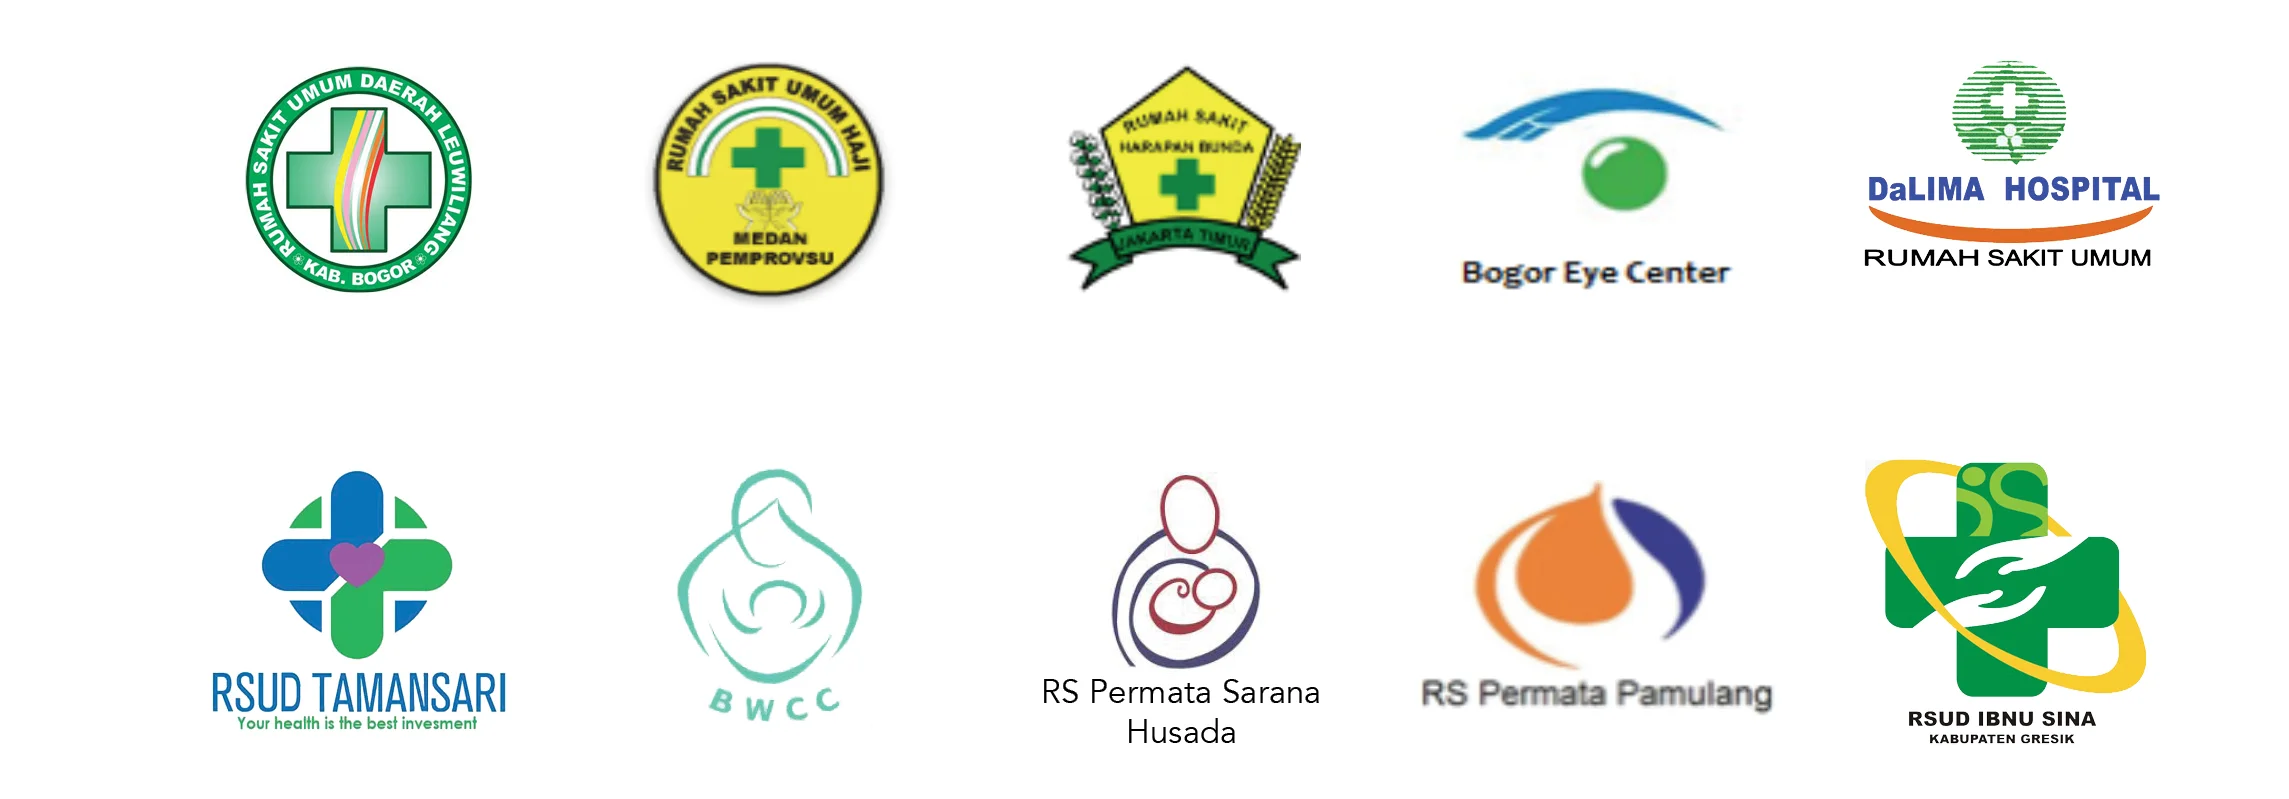 RUMAH SAKIT UMUM DAERAH LEUWILIANG
KAB. BOGOR
RUMAH SAKIT UMUM HAJI
MEDAN
PEMPROVSU
RUMAH SAKIT
HARAPAN BUNDA
JAKARTA TIMUR
Bogor Eye Center
DaLIMA HOSPITAL
RUMAH SAKIT UMUM
RSUD TAMANSARI
Your health is the best invesment
BWCC
RS Permata Sarana
Husada
RS Permata Pamulang
iS
RSUD IBNU SINA
KABUPATEN GRESIK